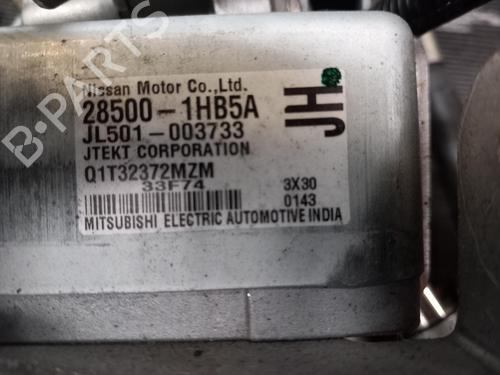 Nissan Motor Co.,Ltd.
28500-1HB5A
JH
JL501-003733
JTEKT CORPORATION
Q1T32372MZM
33F74
3X30
0143
MITSUBISHI ELECTRIC AUTOMOTIVE INDIA
B-PARTS